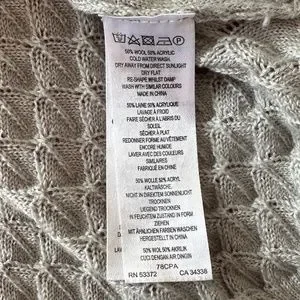 50% WOOL 50% ACRYLIC
COLD WATER WASH.
DRY AWAY FROM DIRECT SUNLIGHT
DRY FLAT
RE-SHAPE WHILST DAMP
WASH WITH SIMILAR COLOURS
MADE IN CHINA
50% LAINE 50% ACRYLIQUE
LAVAGE À FROID
FAIRE SÉCHER À L'ABRIS DU
SOLEIL
SÉCHER À PLAT
REDONNER FORME AU VÊTEMENT
ENCORE HUMIDE
LAVER AVEC DES COULEURS
SIMILAIRES
FABRIQUÉ EN CHINE
50% WOLLE 50% ACRYL
KALTWÄSCHE,
NICHT IN DIREKTEM SONNENLICHT
TROCKNEN
LIEGEND TROCKNEN
IN FEUCHTEN ZUSTAND IN FORM
ZIEHEN
MIT ÄHNLICHEN FARBEN WASCHEN
HERGESTELLT IN CHINA
50% WOL 50% AKRILIK
CUCI DENGAN AIR DINGIN
78CPA
RN 53372 CA 34338